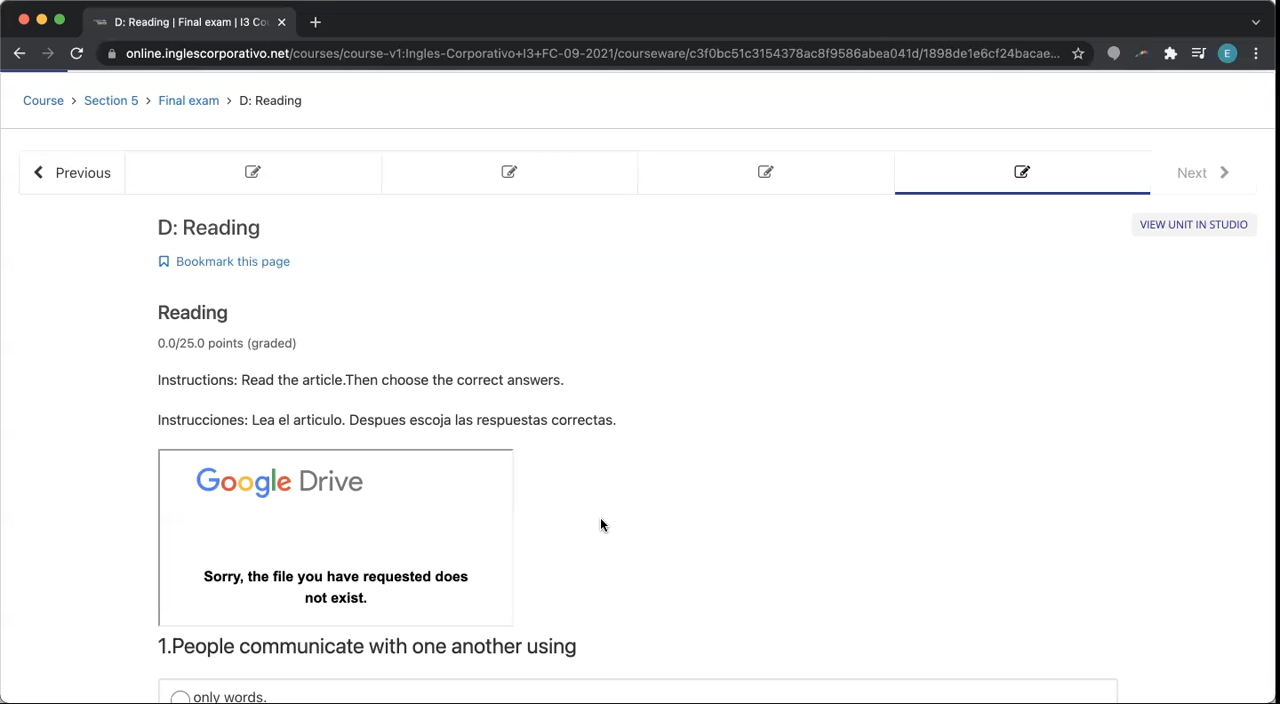 D: Reading | Final exam | I3 Co
online.inglescorporativo.net/courses/course-v1:Ingles-Corporativo+I3+FC-09-2021/courseware/c3f0bc51c3154378ac8f9586abea041d/1898de1e6cf24bacae...
E
Course > Section 5 > Final exam > D: Reading
Previous
Next
D: Reading
VIEW UNIT IN STUDIO
Bookmark this page
Reading
0.0/25.0 points (graded)
Instructions: Read the article.Then choose the correct answers.
Instrucciones: Lea el articulo. Despues escoja las respuestas correctas.
Google Drive
Sorry, the file you have requested does
not exist.
1.People communicate with one another using
only words.